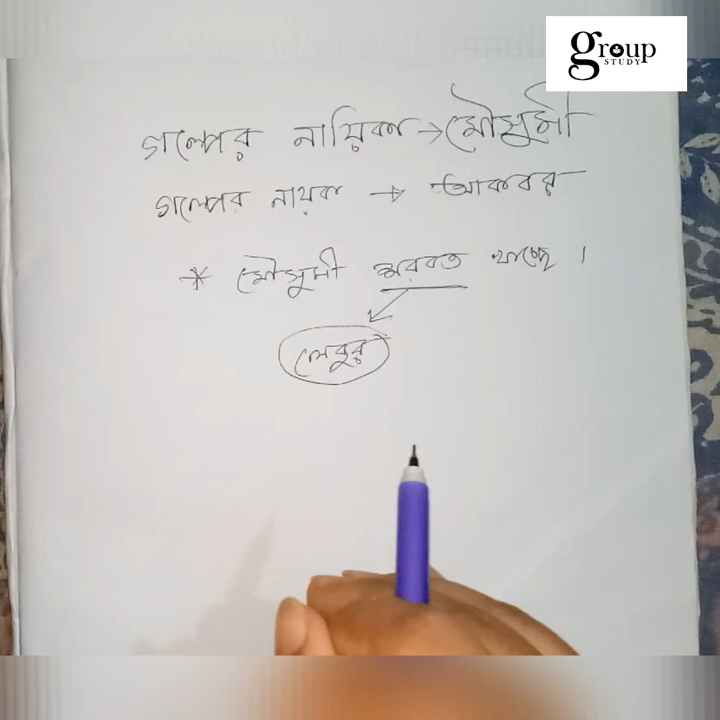 group
STUDY
গল্পের নায়িকা → মৌসুমী
গল্পের নায়ক → আকবর
* মৌসুমী শরবত খাচ্ছে ।
লেবুর